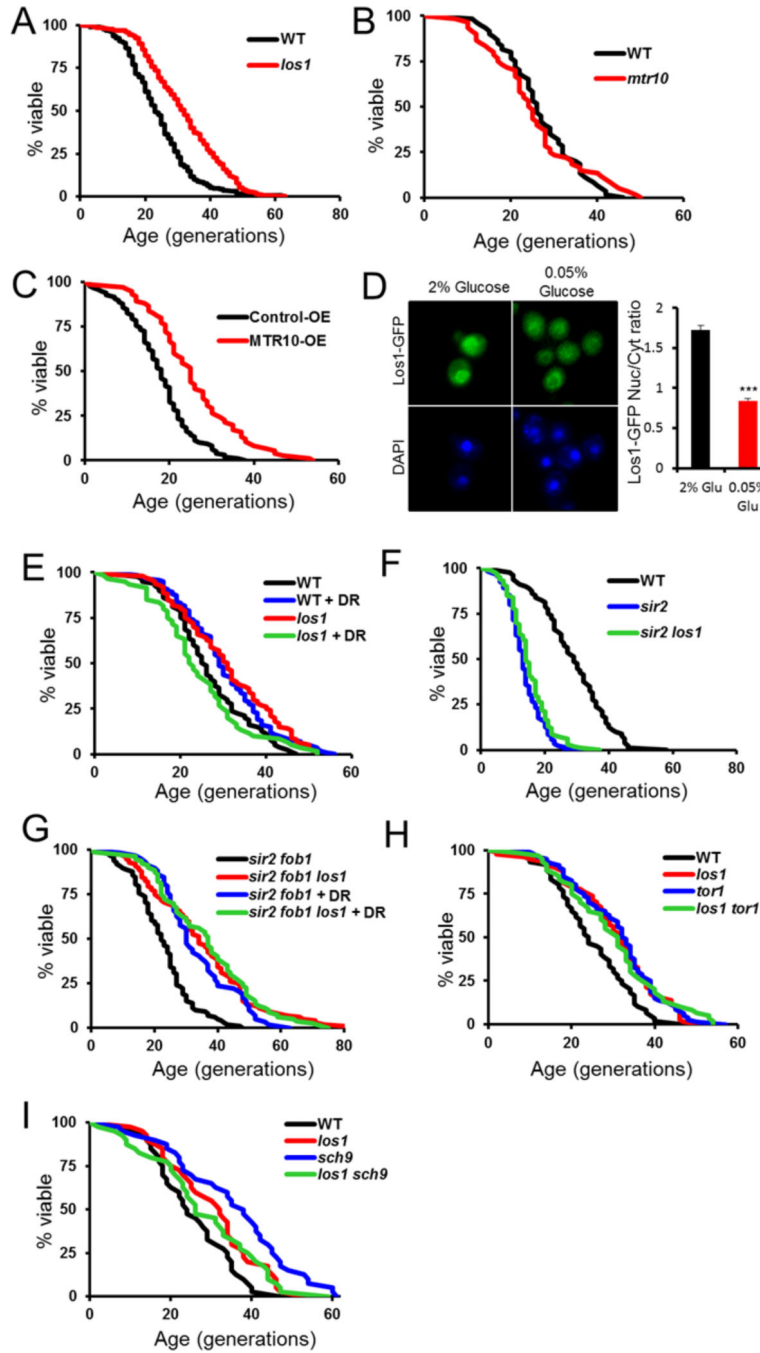 A
% viable
100
75
50
25
0
0 20 40 60 80
Age (generations)
WT
los1
B
% viable
100
75
50
25
0
0 20 40 60
Age (generations)
WT
mtr10
C
% viable
100
75
50
25
0
0 20 40 60
Age (generations)
Control-OE
MTR10-OE
D
2% Glucose
0.05%
Glucose
Los1-GFP
DAPI
Los1-GFP Nuc/Cyt ratio
2
1.5
1
0.5
0
***
2% Glu
0.05%
Glu
E
% viable
100
75
50
25
0
0 20 40 60
Age (generations)
WT
WT + DR
los1
los1 + DR
F
% viable
100
75
50
25
0
0 20 40 60 80
Age (generations)
WT
sir2
sir2 los1
G
% viable
100
75
50
25
0
0 20 40 60 80
Age (generations)
sir2 fob1
sir2 fob1 los1
sir2 fob1 + DR
sir2 fob1 los1 + DR
H
% viable
100
75
50
25
0
0 20 40 60
Age (generations)
WT
los1
tor1
los1 tor1
I
% viable
100
75
50
25
0
0 20 40 60
Age (generations)
WT
los1
sch9
los1 sch9